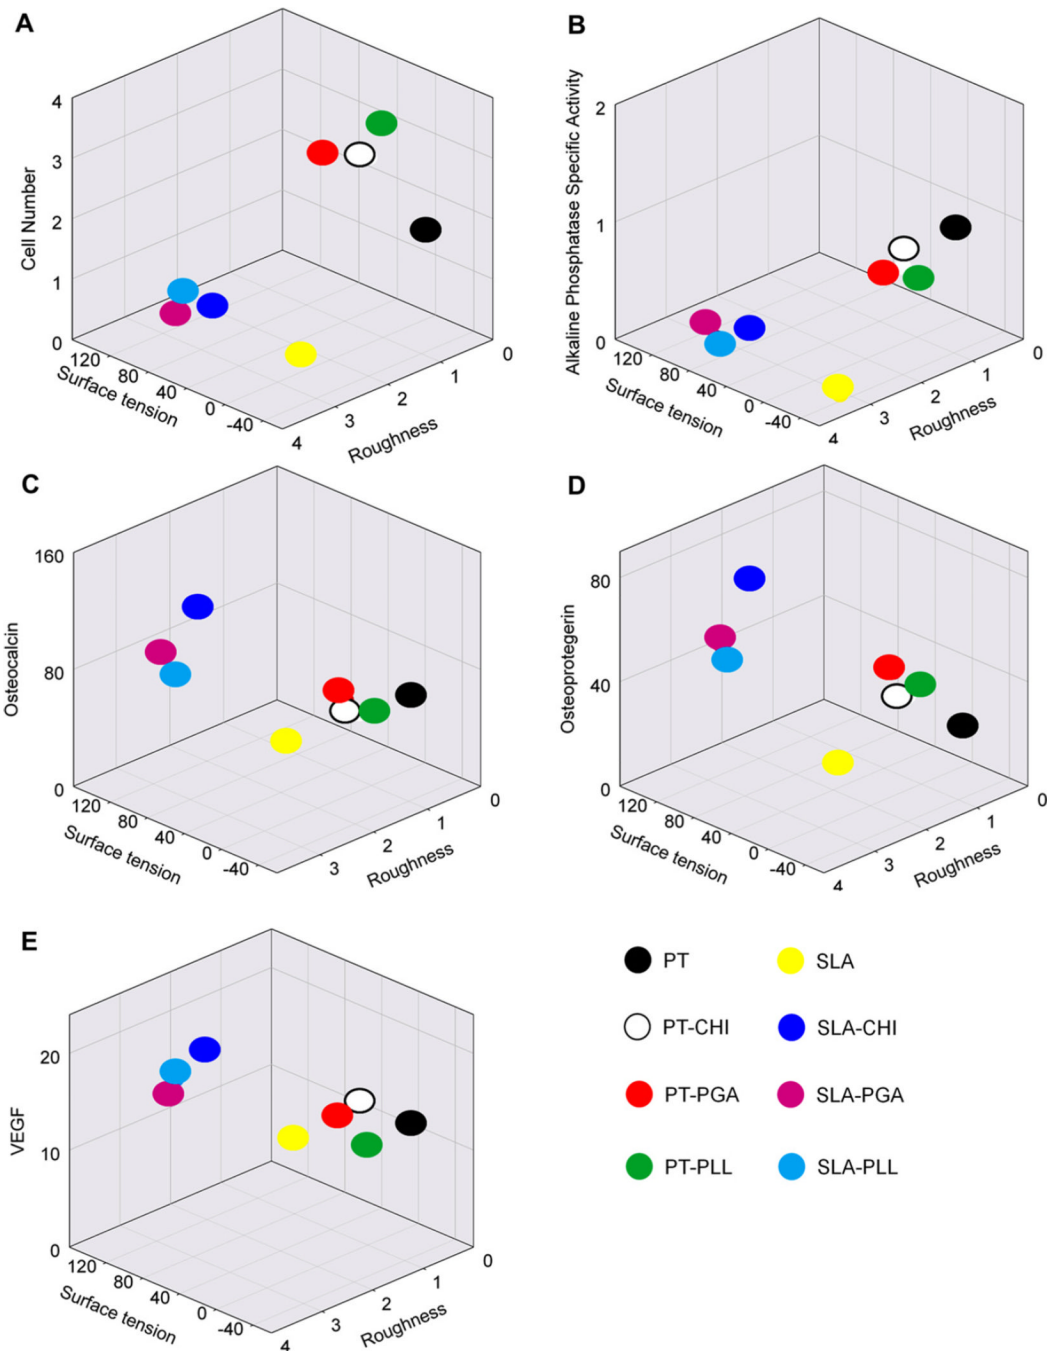 A
Cell Number
4
3
2
1
0
120
80
40
0
-40
Surface tension
4
3
2
1
0
Roughness
B
Alkaline Phosphatase Specific Activity
2
1
0
120
80
40
0
-40
Surface tension
4
3
2
1
0
Roughness
C
Osteocalcin
160
80
0
120
80
40
0
-40
Surface tension
3
2
1
0
Roughness
D
Osteoprotegerin
80
40
0
120
80
40
0
-40
Surface tension
4
3
2
1
0
Roughness
E
VEGF
20
10
0
120
80
40
0
-40
Surface tension
4
3
2
1
0
Roughness
PT
SLA
PT-CHI
SLA-CHI
PT-PGA
SLA-PGA
PT-PLL
SLA-PLL